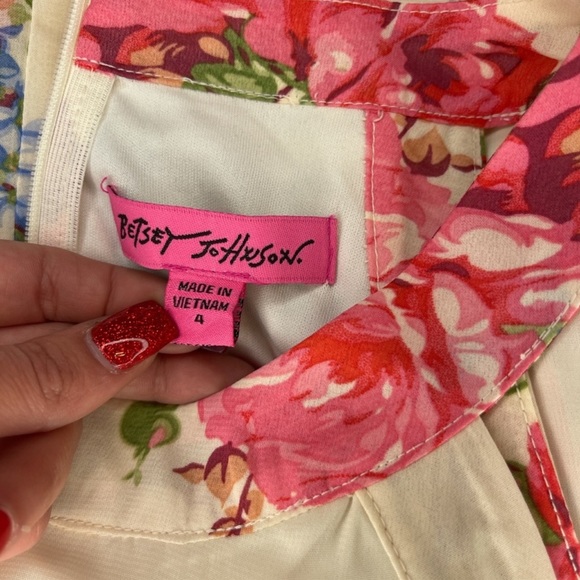 BETSEY JOHNSON.
MADE IN
VIETNAM
4